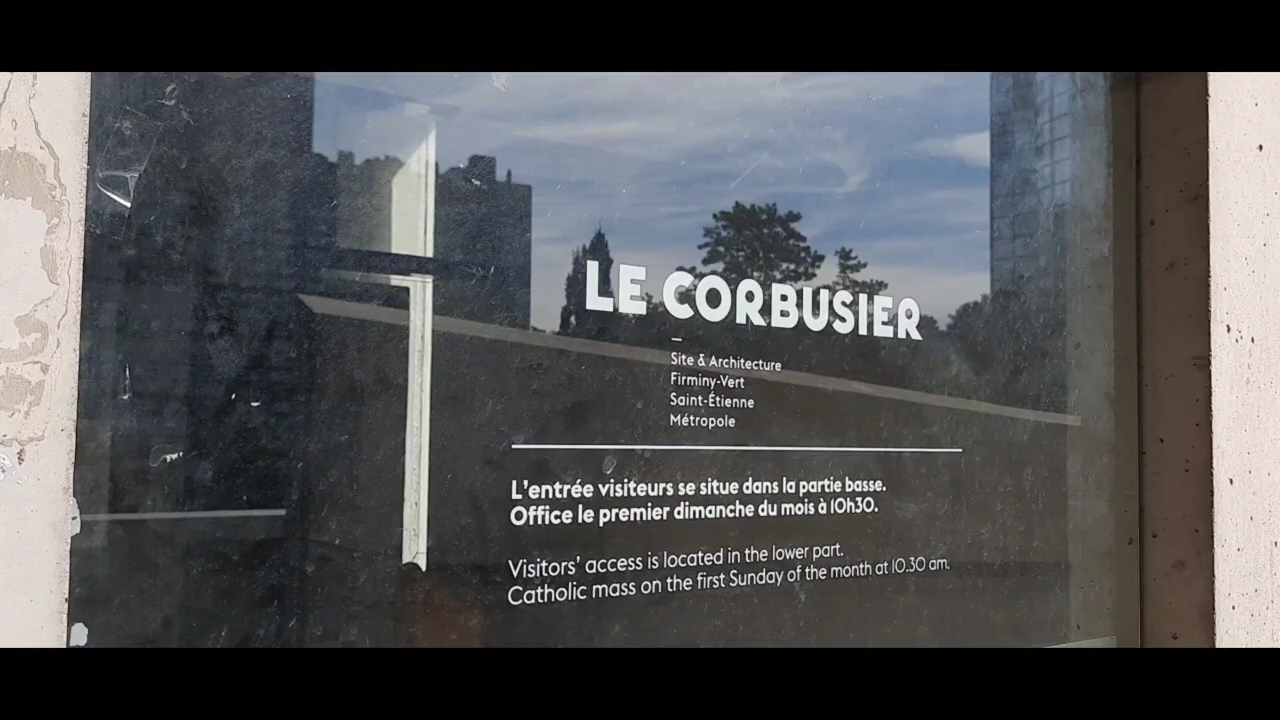 LE CORBUSIER
Site & Architecture
Firminy-Vert
Saint-Étienne
Métropole
L'entrée visiteurs se situe dans la partie basse.
Office le premier dimanche du mois à 10h30.
Visitors' access is located in the lower part.
Catholic mass on the first Sunday of the month at 10.30 am.